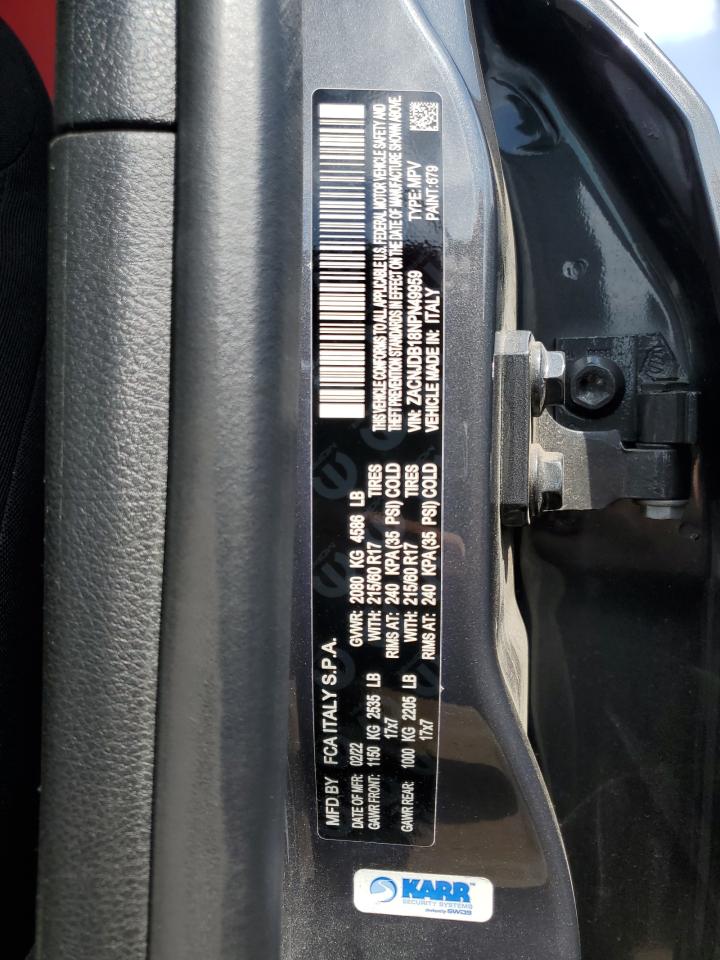 MFD BY FCA ITALY S.P.A.
DATE OF MFR: 02/22 GVWR: 2080 KG 4586 LB
GAWR FRONT: 1150 KG 2535 LB WITH: 215/60 R17 TIRES
17x7 RIMS AT: 240 KPA(35 PSI) COLD
GAWR REAR: 1000 KG 2205 LB WITH: 215/60 R17 TIRES
17x7 RIMS AT: 240 KPA(35 PSI) COLD
THIS VEHICLE CONFORMS TO ALL APPLICABLE U.S. FEDERAL MOTOR VEHICLE SAFETY AND
THEFT PREVENTION STANDARDS IN EFFECT ON THE DATE OF MANUFACTURE SHOWN ABOVE.
VIN: ZACNJDB18NPN49959 TYPE: MPV
VEHICLE MADE IN: ITALY PAINT: 679
KARR™
SECURITY SYSTEMS